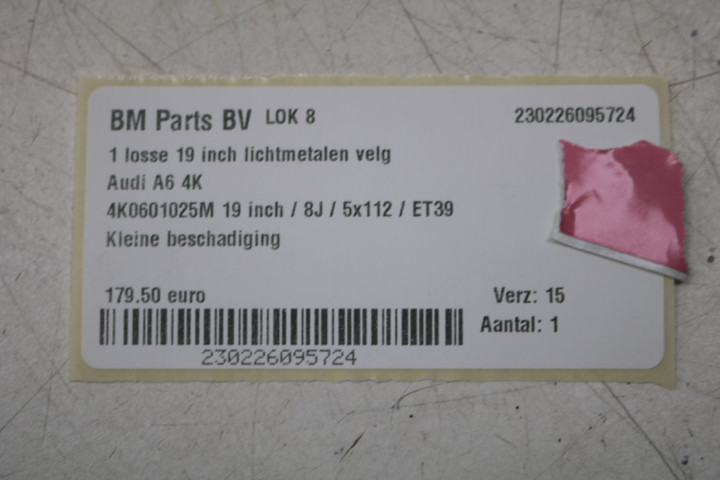 BM Parts BV LOK 8 230226095724
1 losse 19 inch lichtmetalen velg
Audi A6 4K
4K0601025M 19 inch / 8J / 5x112 / ET39
Kleine beschadiging
179.50 euro Verz: 15
Aantal: 1
230226095724